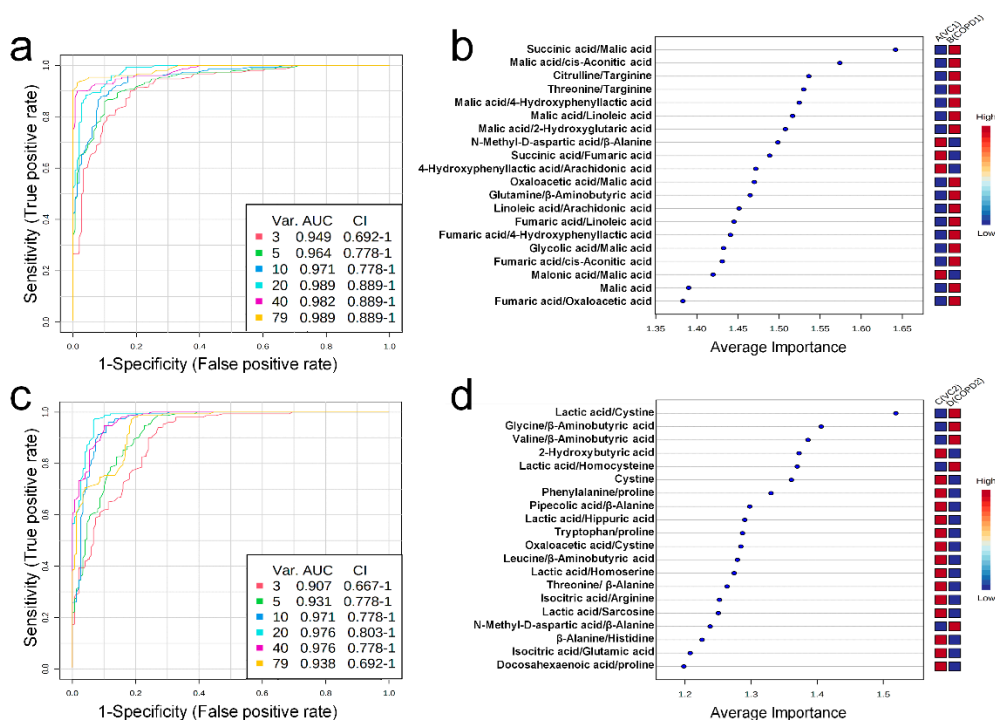 a
Sensitivity (True positive rate)
1.0
0.8
0.6
0.4
0.2
0.0
Var. AUC CI
3 0.949 0.692-1
5 0.964 0.778-1
10 0.971 0.778-1
20 0.989 0.889-1
40 0.982 0.889-1
79 0.989 0.889-1
0.0 0.2 0.4 0.6 0.8 1.0
1-Specificity (False positive rate)
b
A(VC1)
B(COPD1)
Succinic acid/Malic acid
Malic acid/cis-Aconitic acid
Citrulline/Targinine
Threonine/Targinine
Malic acid/4-Hydroxyphenyllactic acid
Malic acid/Linoleic acid
Malic acid/2-Hydroxyglutaric acid
N-Methyl-D-aspartic acid/β-Alanine
Succinic acid/Fumaric acid
4-Hydroxyphenyllactic acid/Arachidonic acid
Oxaloacetic acid/Malic acid
Glutamine/β-Aminobutyric acid
Linoleic acid/Arachidonic acid
Fumaric acid/Linoleic acid
Fumaric acid/4-Hydroxyphenyllactic acid
Glycolic acid/Malic acid
Fumaric acid/cis-Aconitic acid
Malonic acid/Malic acid
Malic acid
Fumaric acid/Oxaloacetic acid
1.35 1.40 1.45 1.50 1.55 1.60 1.65
Average Importance
High
Low
c
Sensitivity (True positive rate)
1.0
0.8
0.6
0.4
0.2
0.0
Var. AUC CI
3 0.907 0.667-1
5 0.931 0.778-1
10 0.971 0.778-1
20 0.976 0.803-1
40 0.976 0.778-1
79 0.938 0.692-1
0.0 0.2 0.4 0.6 0.8 1.0
1-Specificity (False positive rate)
d
C(VC2)
D(COPD2)
Lactic acid/Cystine
Glycine/β-Aminobutyric acid
Valine/β-Aminobutyric acid
2-Hydroxybutyric acid
Lactic acid/Homocysteine
Cystine
Phenylalanine/proline
Pipecolic acid/β-Alanine
Lactic acid/Hippuric acid
Tryptophan/proline
Oxaloacetic acid/Cystine
Leucine/β-Aminobutyric acid
Lactic acid/Homoserine
Threonine/ β-Alanine
Isocitric acid/Arginine
Lactic acid/Sarcosine
N-Methyl-D-aspartic acid/β-Alanine
β-Alanine/Histidine
Isocitric acid/Glutamic acid
Docosahexaenoic acid/proline
1.2 1.3 1.4 1.5
Average Importance
High
Low